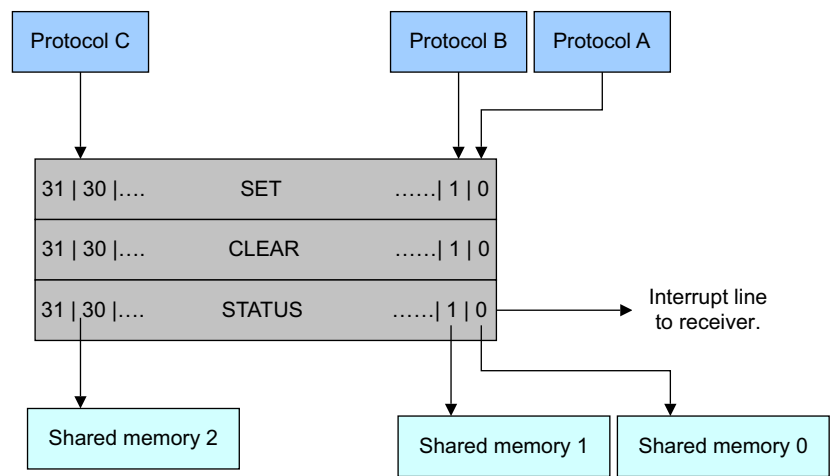 Protocol C
Protocol B
Protocol A
31 | 30 |.... SET ......| 1 | 0
31 | 30 |.... CLEAR ......| 1 | 0
31 | 30 |.... STATUS ......| 1 | 0
Interrupt line
to receiver.
Shared memory 2
Shared memory 1
Shared memory 0